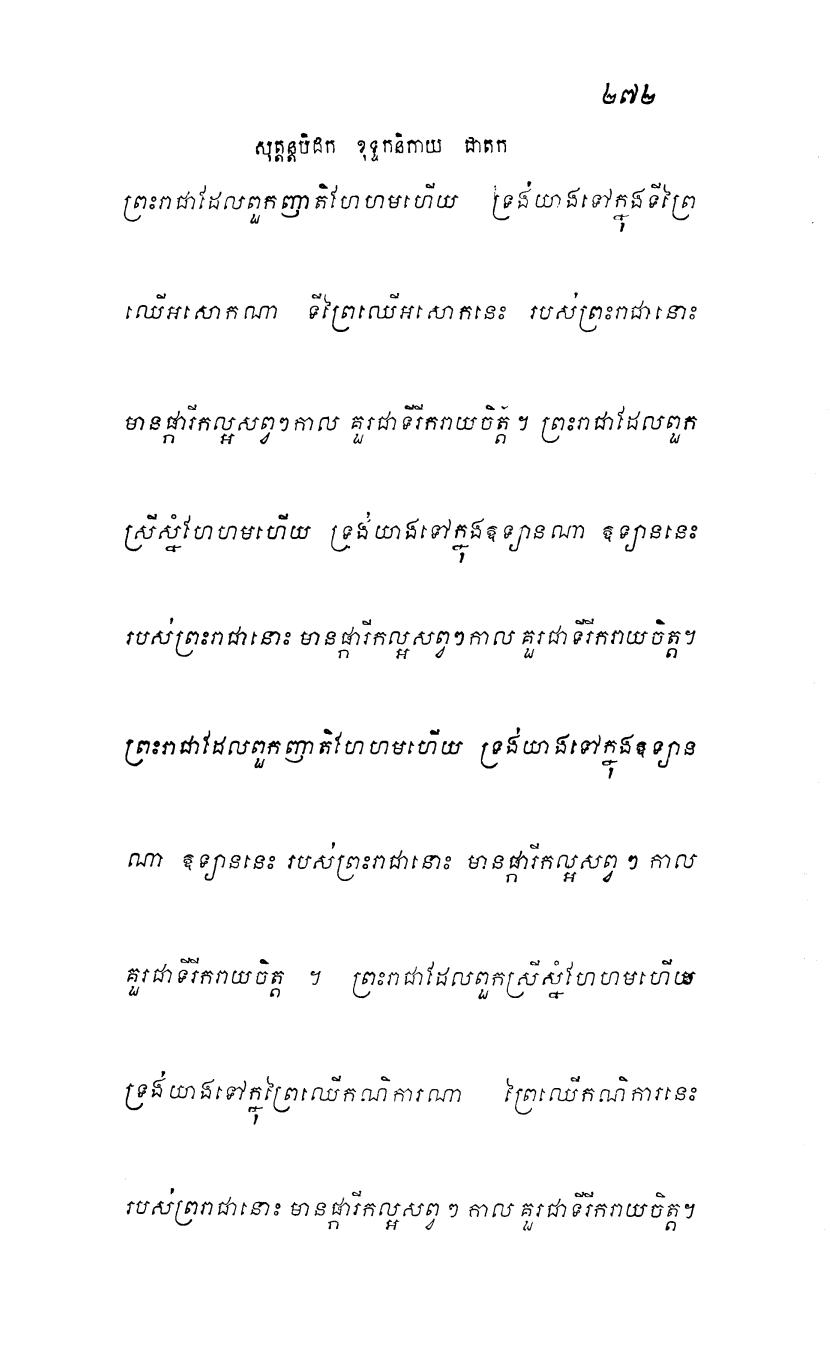 ២៧២
សុត្តន្តបិដក ខុទ្ទកនិកាយ ជាតក
ព្រះរាជាដែលពួកញាតិហែហមហើយ ទ្រង់យាងទៅក្នុងទីព្រៃ
ឈើអសោកណា ទីព្រៃឈើអសោកនេះ របស់ព្រះរាជានោះ
មានផ្ការីកល្អសព្វៗកាល គួរជាទីរីករាយចិត្ត ។ ព្រះរាជាដែលពួក
ស្រីស្នំហែហមហើយ ទ្រង់យាងទៅក្នុងឧទ្យានណា ឧទ្យាននេះ
របស់ព្រះរាជានោះ មានផ្ការីកល្អសព្វៗកាល គួរជាទីរីករាយចិត្ត។
ព្រះរាជាដែលពួកញាតិហែហមហើយ ទ្រង់យាងទៅក្នុងឧទ្យាន
ណា ឧទ្យាននេះ របស់ព្រះរាជានោះ មានផ្ការីកល្អសព្វ ៗ កាល
គួរជាទីរីករាយចិត្ត ។ ព្រះរាជាដែលពួកស្រីស្នំហែហមហើយ
ទ្រង់យាងទៅក្នុព្រៃឈើកណិការណា ព្រៃឈើកណិការនេះ
របស់ព្ររាជានោះ មានផ្ការីកល្អសព្វ ៗ កាល គួរជាទីរីករាយចិត្ត។